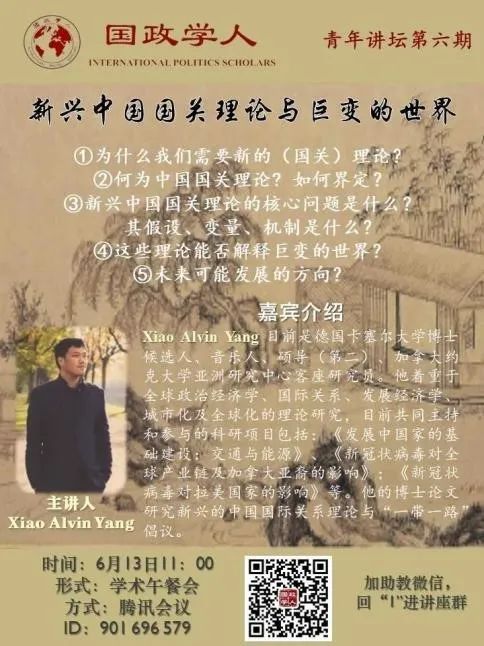 国政学人
INTERNATIONAL POLITICS SCHOLARS
青年讲坛第六期
新兴中国国关理论与巨变的世界
①为什么我们需要新的（国关）理论？
②何为中国国关理论？如何界定？
③新兴中国国关理论的核心问题是什么？
其假设、变量、机制是什么？
④这些理论能否解释巨变的世界？
⑤未来可能发展的方向？
嘉宾介绍
Xiao Alvin Yang 目前是德国卡塞尔大学博士
候选人、音乐人、硕导（第二）、加拿大约
克大学亚洲研究中心客座研究员。他着重于
全球政治经济学、国际关系、发展经济学、
城市化及全球化的理论研究，目前共同主持
和参与的科研项目包括：《发展中国家的基
础建设：交通与能源》、《新冠状病毒对全
球产业链及加拿大亚裔的影响》；《新冠状
病毒对拉美国家的影响》等。他的博士论文
研究新兴的中国国际关系理论与“一带一路”
倡议。
主讲人
Xiao Alvin Yang
时间：6月13日11：00
形式：学术午餐会
方式：腾讯会议
ID：901 696 579
国政
学人
加助教微信，
回“1”进讲座群